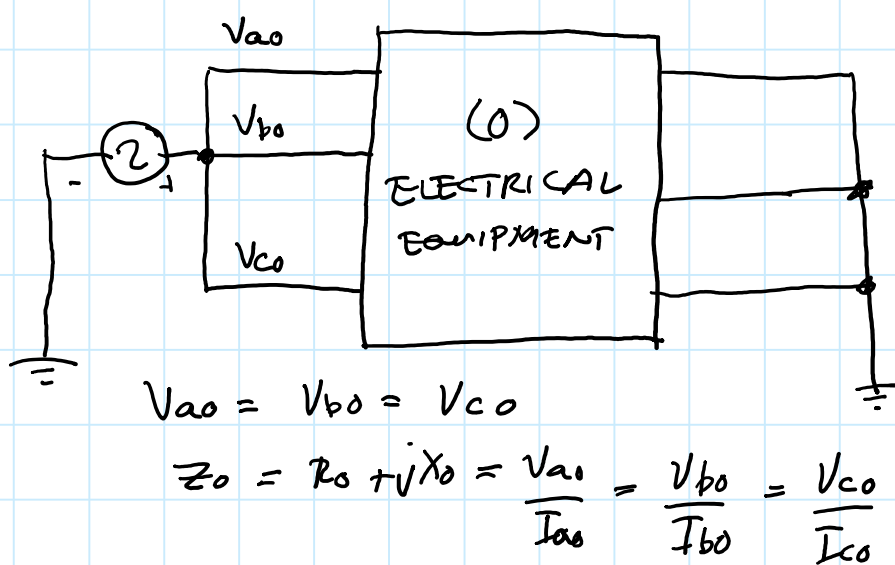 Vao
Vbo
Vco
(0)
ELECTRICAL
EQUIPMENT
- +
Vao = Vbo = Vco
Zo = Ro + jXo = Vao/Iao = Vbo/Ibo = Vco/Ico